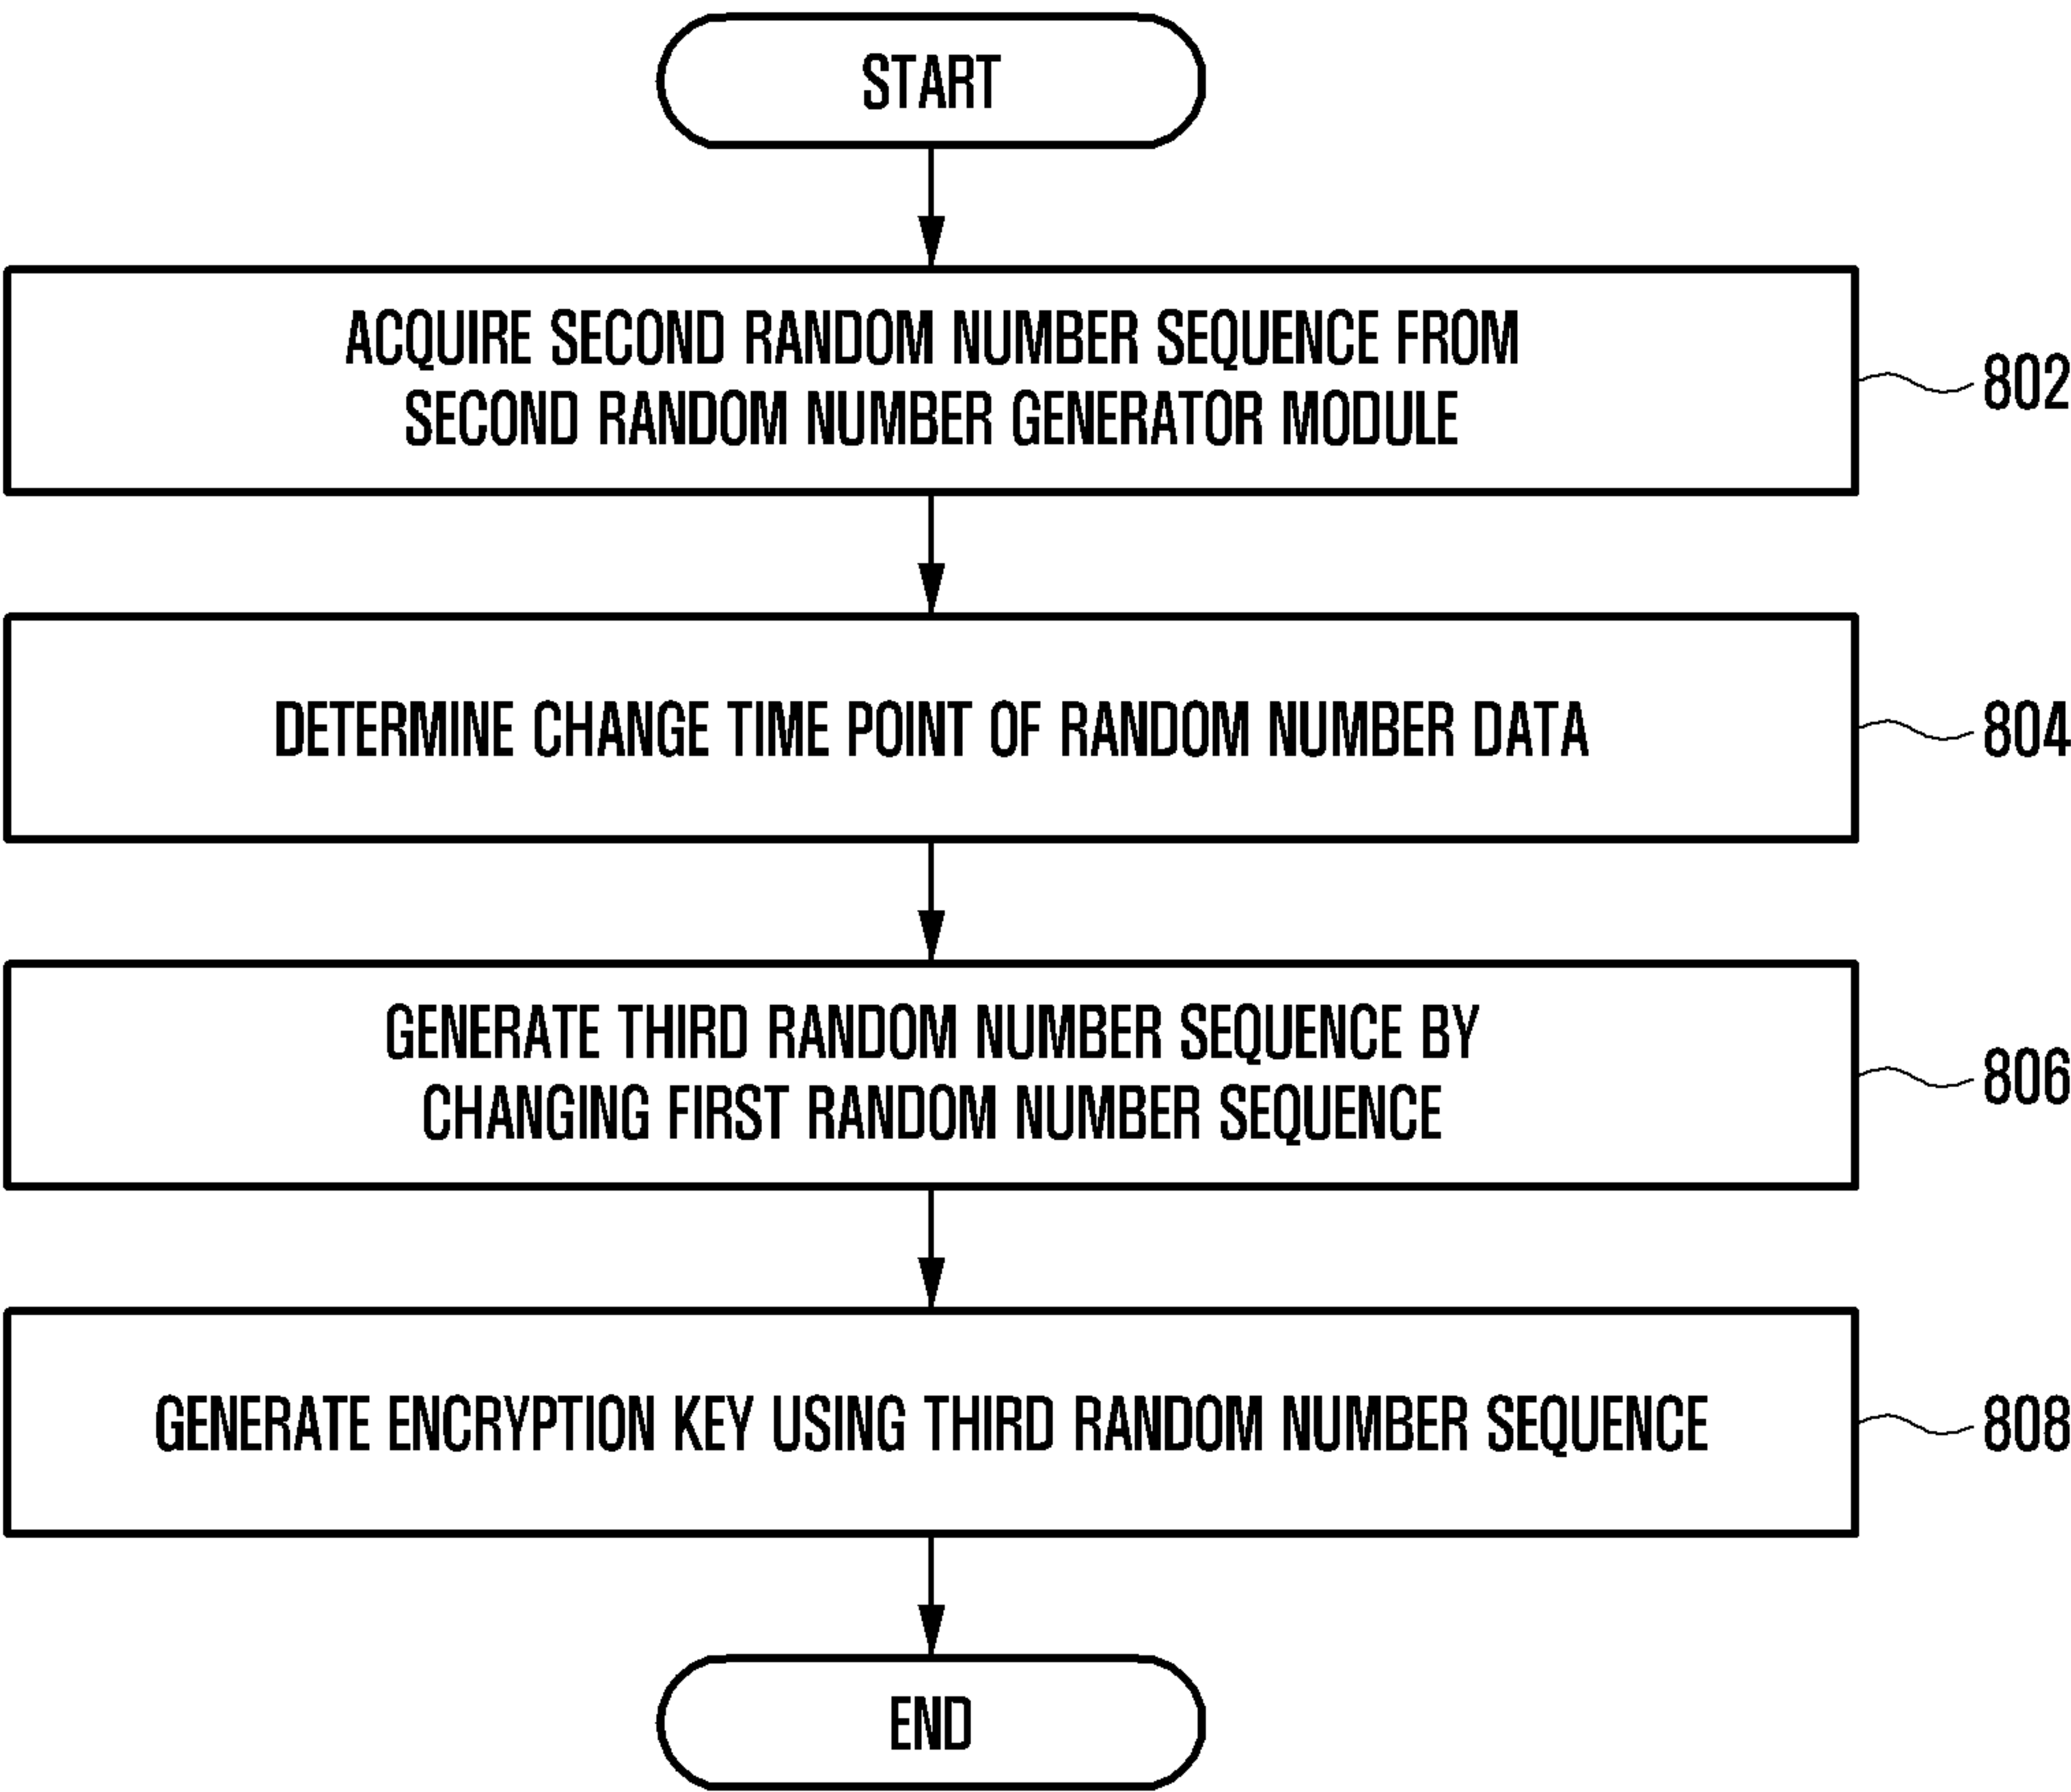 START
ACQUIRE SECOND RANDOM NUMBER SEQUENCE FROM
SECOND RANDOM NUMBER GENERATOR MODULE
802
DETERMINE CHANGE TIME POINT OF RANDOM NUMBER DATA
804
GENERATE THIRD RANDOM NUMBER SEQUENCE BY
CHANGING FIRST RANDOM NUMBER SEQUENCE
806
GENERATE ENCRYPTION KEY USING THIRD RANDOM NUMBER SEQUENCE
808
END